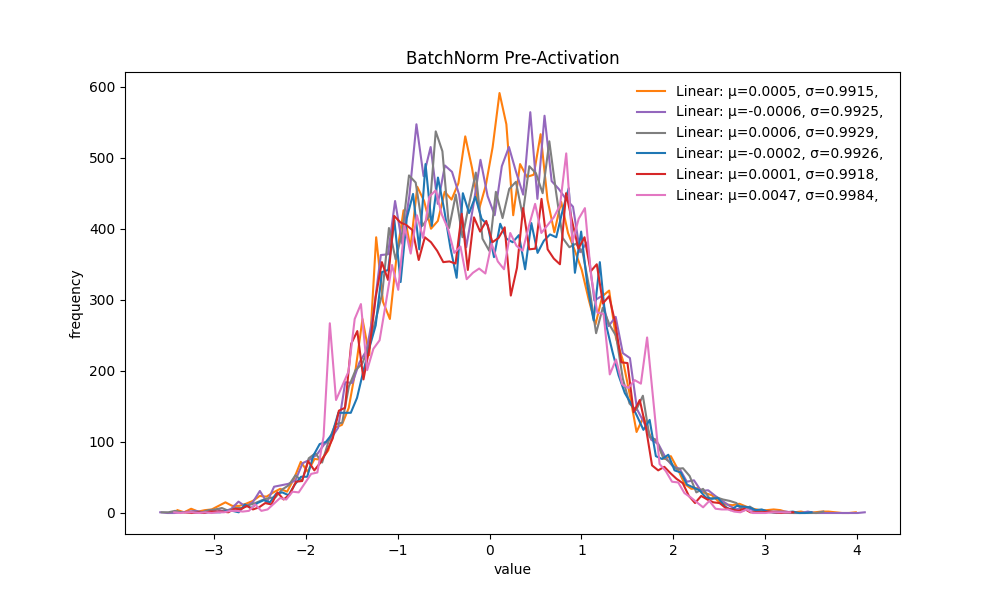 BatchNorm Pre-Activation
600
500
400
300
200
100
0
frequency
Linear: μ=0.0005, σ=0.9915,
Linear: μ=-0.0006, σ=0.9925,
Linear: μ=0.0006, σ=0.9929,
Linear: μ=-0.0002, σ=0.9926,
Linear: μ=0.0001, σ=0.9918,
Linear: μ=0.0047, σ=0.9984,
−3 −2 −1 0 1 2 3 4
value